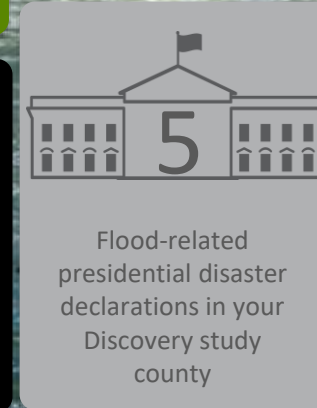 5
Flood-related
presidential disaster
declarations in your
Discovery study
county